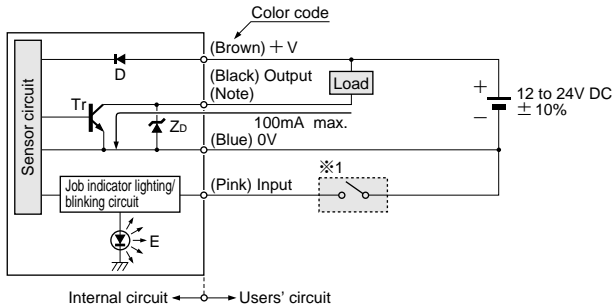 Color code
(Brown) + V
D
(Black) Output
(Note)
Load
Tr
ZD
100mA max.
+
−
12 to 24V DC
± 10%
Sensor circuit
(Blue) 0V
※1
Job indicator lighting/
blinking circuit
(Pink) Input
E
Internal circuit
Users' circuit